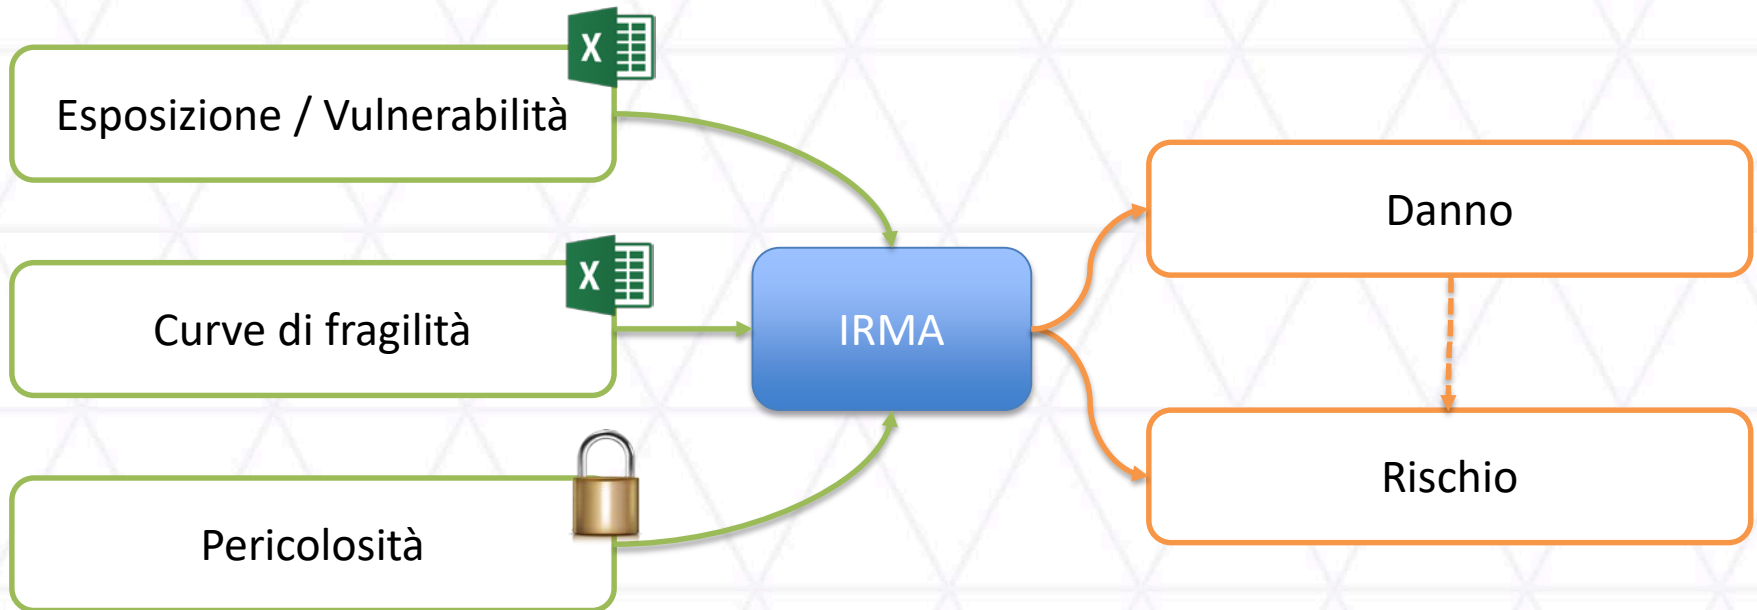 Esposizione / Vulnerabilità
Curve di fragilità
Pericolosità
IRMA
Danno
Rischio
X
X